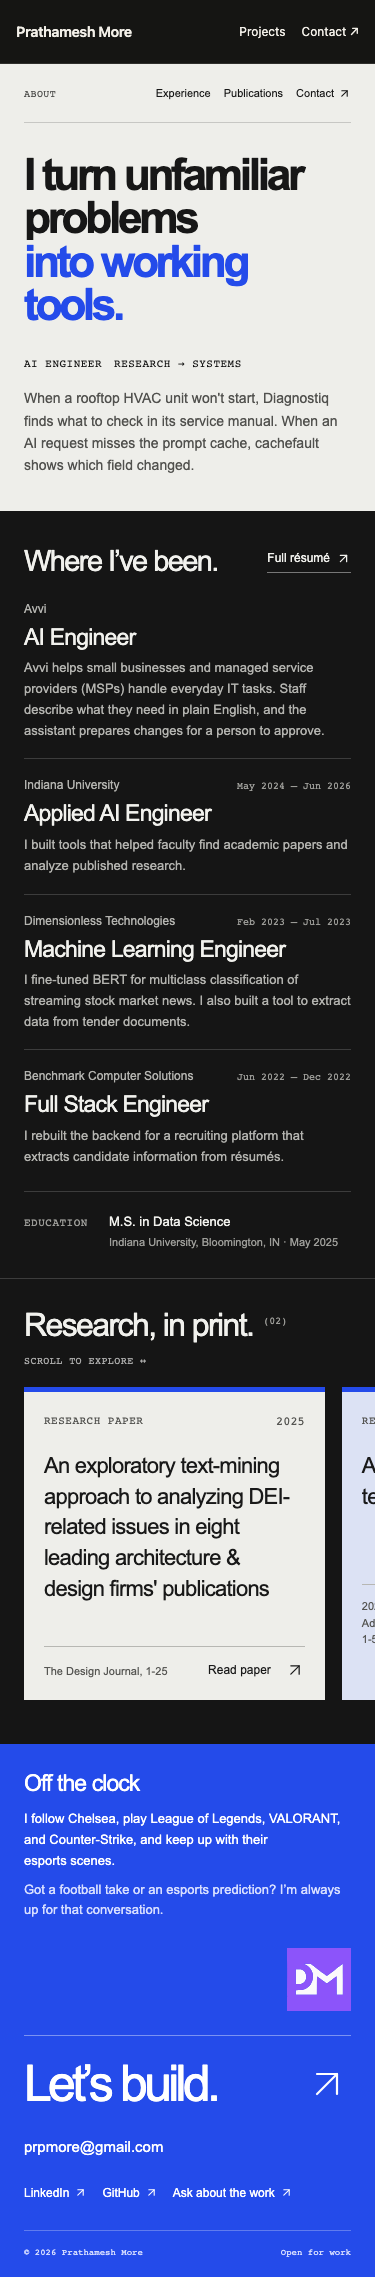 Prathamesh More
Projects Contact ↗
ABOUT
Experience Publications Contact ↗
I turn unfamiliar
problems
into working
tools.
AI ENGINEER RESEARCH → SYSTEMS
When a rooftop HVAC unit won't start, Diagnostiq
finds what to check in its service manual. When an
AI request misses the prompt cache, cachefault
shows which field changed.
Where I’ve been.
Full résumé ↗
Avvi
AI Engineer
Avvi helps small businesses and managed service
providers (MSPs) handle everyday IT tasks. Staff
describe what they need in plain English, and the
assistant prepares changes for a person to approve.
Indiana University
May 2024 — Jun 2026
Applied AI Engineer
I built tools that helped faculty find academic papers and
analyze published research.
Dimensionless Technologies
Feb 2023 — Jul 2023
Machine Learning Engineer
I fine-tuned BERT for multiclass classification of
streaming stock market news. I also built a tool to extract
data from tender documents.
Benchmark Computer Solutions
Jun 2022 — Dec 2022
Full Stack Engineer
I rebuilt the backend for a recruiting platform that
extracts candidate information from résumés.
EDUCATION
M.S. in Data Science
Indiana University, Bloomington, IN · May 2025
Research, in print. (02)
SCROLL TO EXPLORE ↔
RESEARCH PAPER
2025
An exploratory text-mining
approach to analyzing DEI-
related issues in eight
leading architecture &
design firms' publications
The Design Journal, 1-25
Read paper ↗
RE
A
te
20
Ad
1-5
Off the clock
I follow Chelsea, play League of Legends, VALORANT,
and Counter-Strike, and keep up with their
esports scenes.
Got a football take or an esports prediction? I’m always
up for that conversation.
PM
Let’s build. ↗
prpmore@gmail.com
LinkedIn ↗ GitHub ↗ Ask about the work ↗
© 2026 Prathamesh More
Open for work